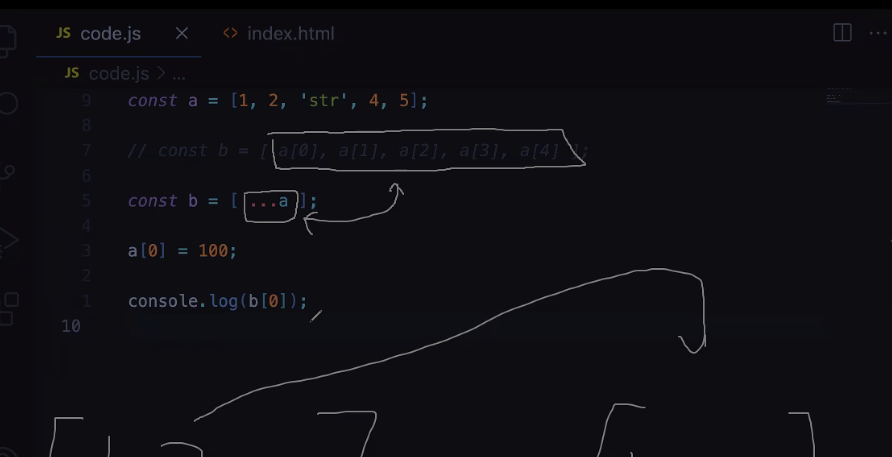 JS code.js × <> index.html ...
JS code.js > ...
9 const a = [1, 2, 'str', 4, 5];
8
7 // const b = [ a[0], a[1], a[2], a[3], a[4] ];
6
5 const b = [ ...a ];
4
3 a[0] = 100;
2
1 console.log(b[0]);
10